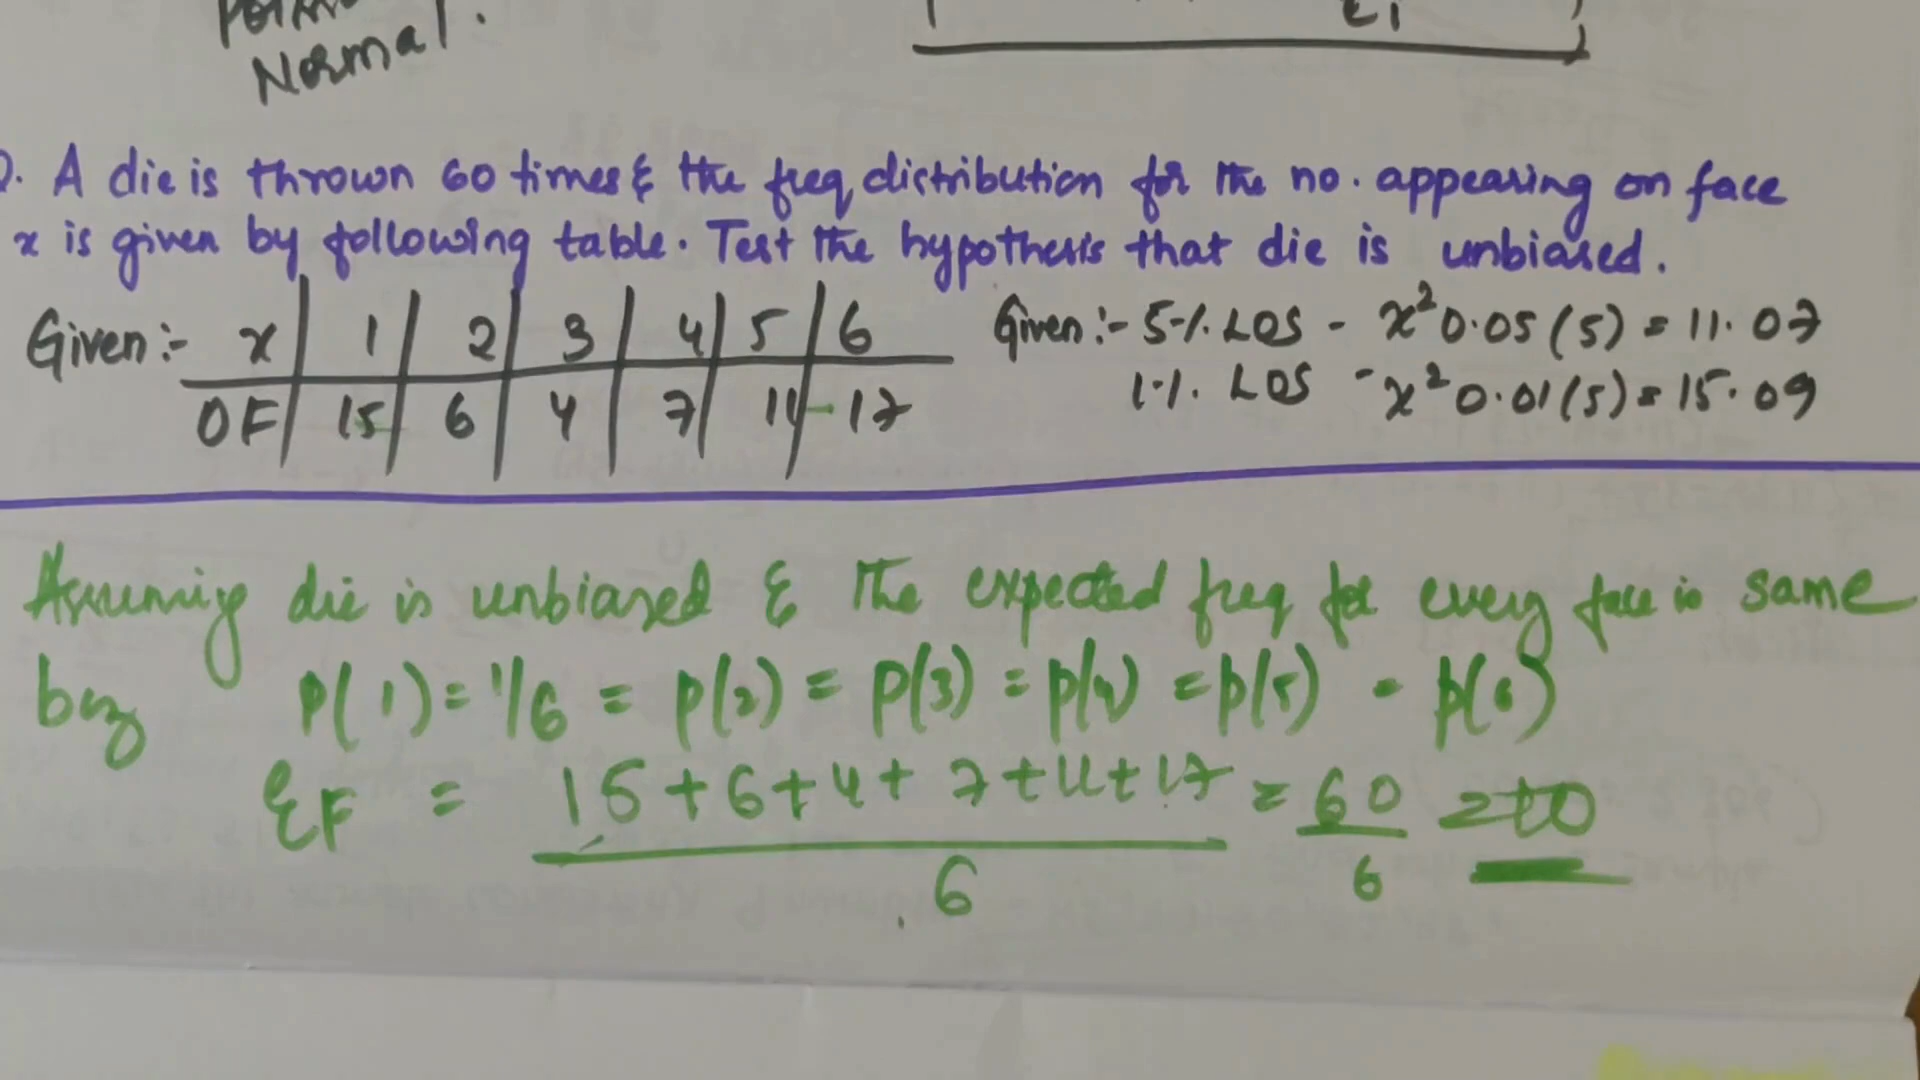 Normal.
Q. A die is thrown 60 times & the freq distribution for the no. appearing on face
x is given by following table. Test the hypothesis that die is unbiased.
Given :- x 1 2 3 4 5 6
OF 15 6 4 7 11 17
Given :- 5% LOS - x² 0.05 (5) = 11.07
1% LOS - x² 0.01 (5) = 15.09
Assuming die is unbiased & the expected freq for every face is same
bcz P(1) = 1/6 = P(2) = P(3) = P(4) = P(5) = P(6)
EF = 15+6+4+7+11+17 / 6 = 60 / 6 = 10